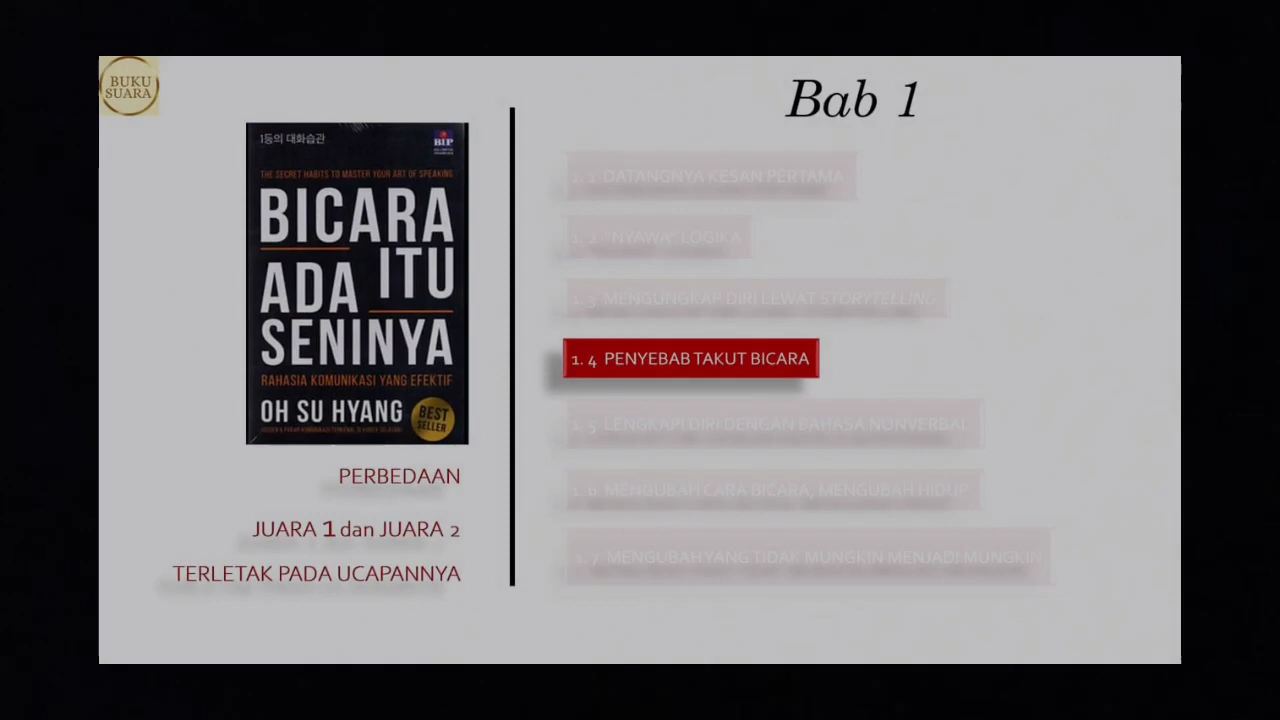 BUKU
SUARA
1등의 대화습관
BIP
THE SECRET HABITS TO MASTER YOUR ART OF SPEAKING
BICARA
ITU
ADA
SENINYA
RAHASIA KOMUNIKASI YANG EFEKTIF
OH SU HYANG
BEST
SELLER
PERBEDAAN
JUARA 1 dan JUARA 2
TERLETAK PADA UCAPANNYA
Bab 1
1. 1 DATANGNYA KESAN PERTAMA
1. 2 "NYAWA" LOGIKA
1. 3 MENGUNGKAP DIRI LEWAT STORYTELLING
1. 4 PENYEBAB TAKUT BICARA
1. 5 LENGKAPI DIRI DENGAN BAHASA NONVERBAL
1. 6 MENGUBAH CARA BICARA, MENGUBAH HIDUP
1. 7 MENGUBAH YANG TIDAK MUNGKIN MENJADI MUNGKIN